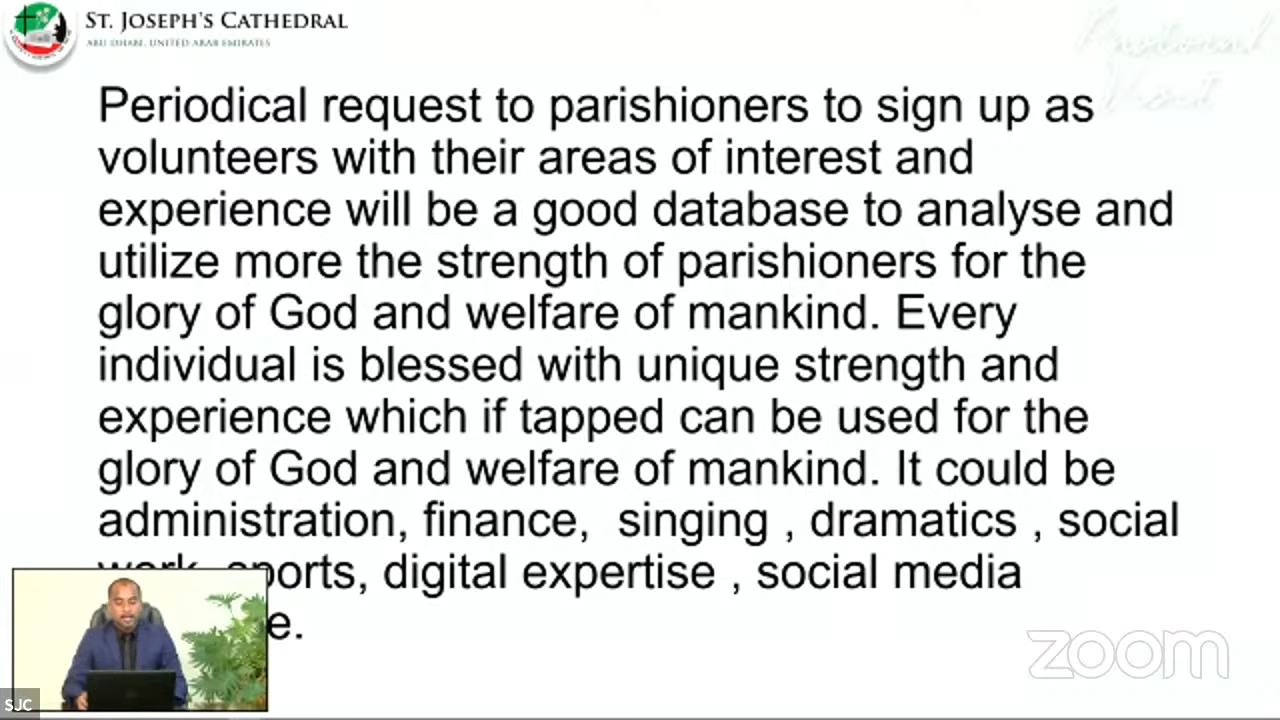 ST. JOSEPH'S CATHEDRAL
ABU DHABI, UNITED ARAB EMIRATES
Periodical request to parishioners to sign up as
volunteers with their areas of interest and
experience will be a good database to analyse and
utilize more the strength of parishioners for the
glory of God and welfare of mankind. Every
individual is blessed with unique strength and
experience which if tapped can be used for the
glory of God and welfare of mankind. It could be
administration, finance,  singing , dramatics , social
work, sports, digital expertise , social media
zoom
SJC